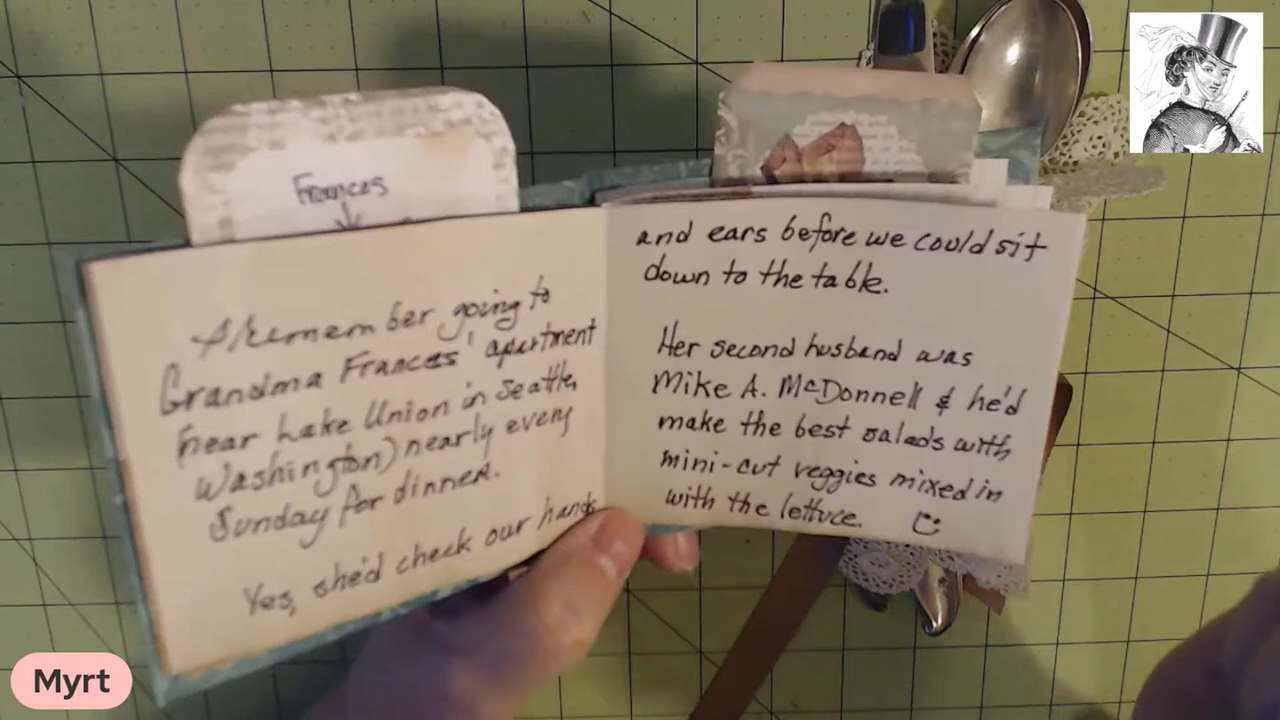 Frances
I remember going to
Grandma Frances' apartment
near Lake Union in Seattle
Washington) nearly every
Sunday for dinner.
Yes, she'd check our hands
and ears before we could sit
down to the table.
Her second husband was
Mike A. McDonnell & he'd
make the best salads with
mini-cut veggies mixed in
with the lettuce.
Myrt